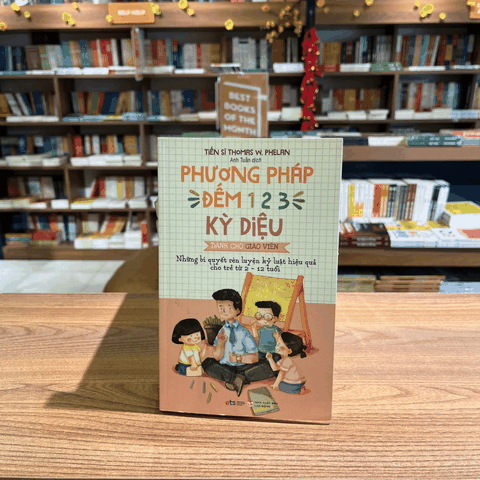 SELF HELP
BEST
BOOKS OF
THE
MONTH
TIẾN SĨ THOMAS W. PHELAN
Anh Tuấn dịch
PHƯƠNG PHÁP
ĐẾM 1 2 3
KỲ DIỆU
DÀNH CHO GIÁO VIÊN
Những bí quyết rèn luyện kỷ luật hiệu quả
cho trẻ từ 2 - 12 tuổi